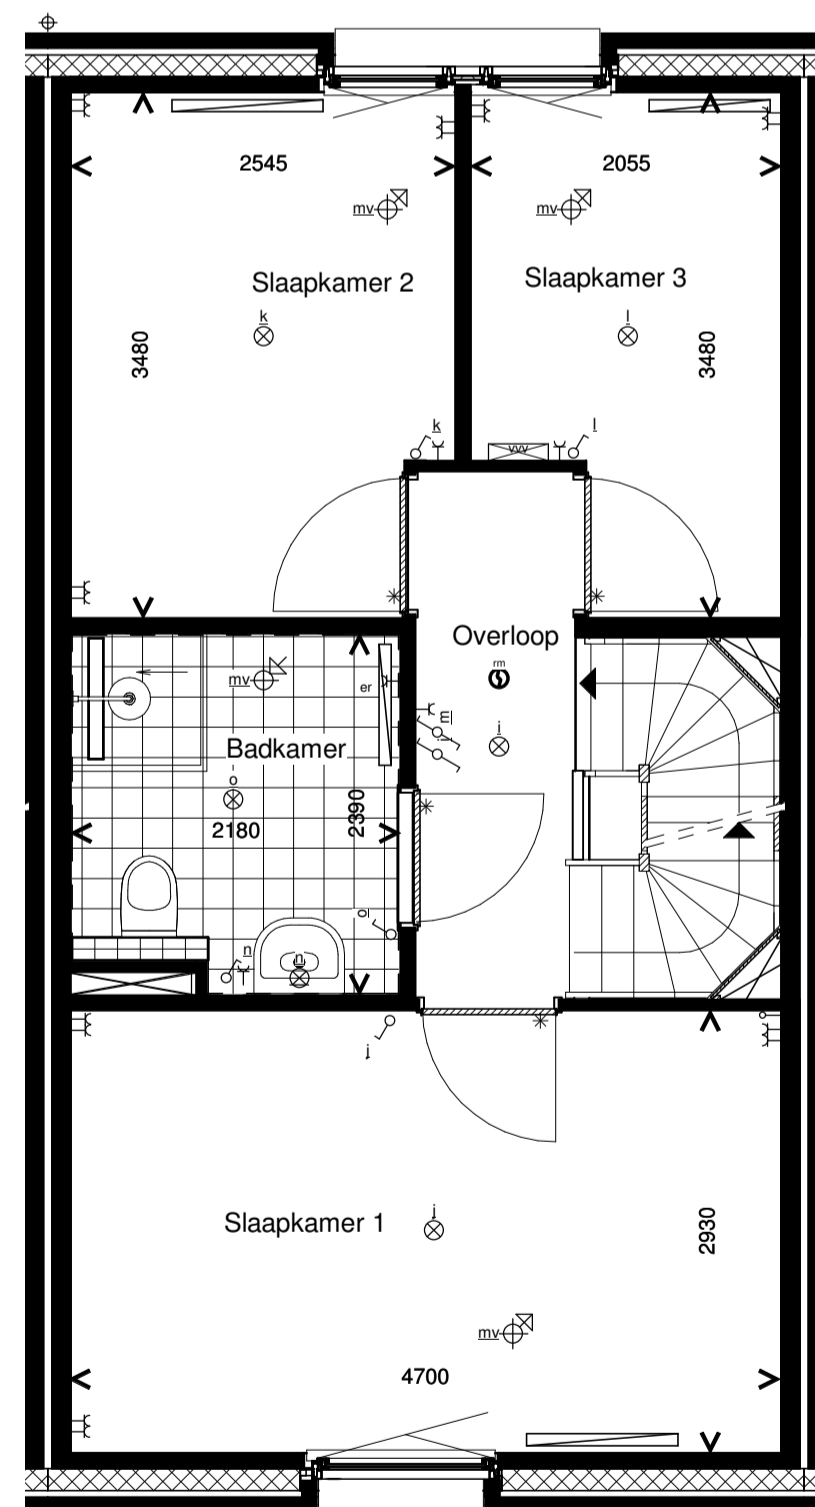 2545
2055
mv
mv
Slaapkamer 2
Slaapkamer 3
k
l
3480
3480
k
l
vvv
Overloop
rm
mv
er
m
i
i
Badkamer
o
2180
2390
o
n
n
j
Slaapkamer 1
j
2930
mv
4700